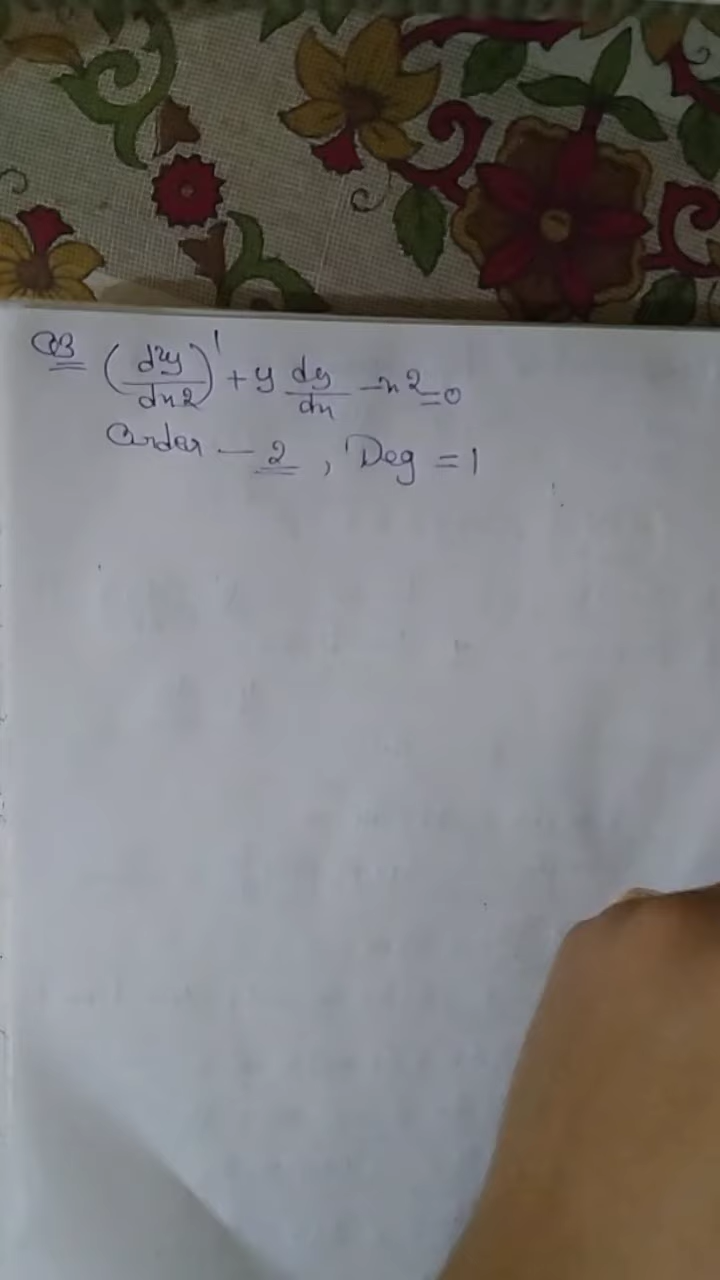 Q3 (d²y/dx2)¹ + y dy/dx - x2 = 0
Order - 2, Deg = 1